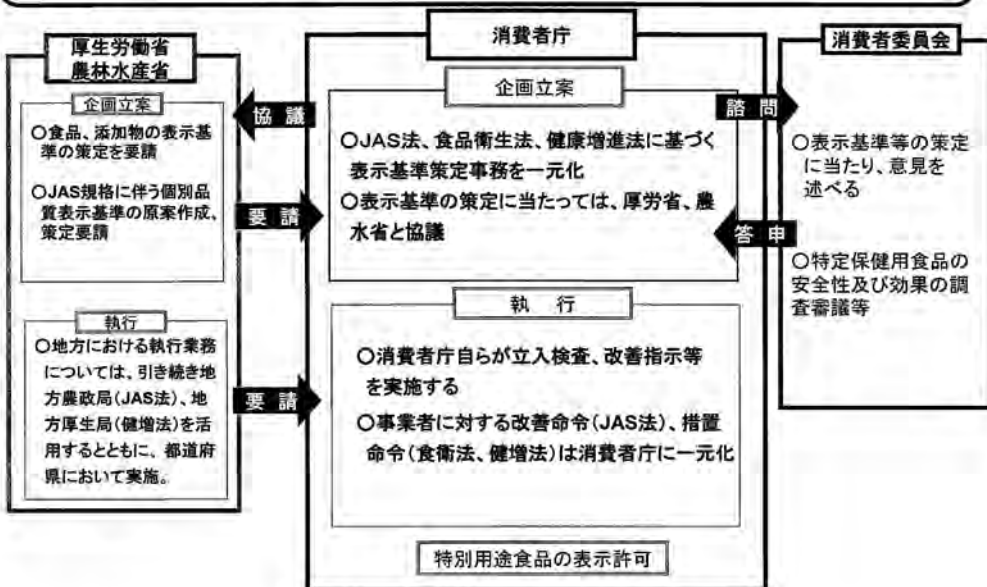 厚生労働省
農林水産省
企画立案
○食品、添加物の表示基
準の策定を要請
○JAS規格に伴う個別品
質表示基準の原案作成、
策定要請
執行
○地方における執行業務
については、引き続き地
方農政局(JAS法)、地
方厚生局(健増法)を活
用するとともに、都道府
県において実施。
協議
要請
要請
消費者庁
企画立案
○JAS法、食品衛生法、健康増進法に基づく
表示基準策定事務を一元化
○表示基準の策定に当たっては、厚労省、農
水省と協議
執 行
○消費者庁自らが立入検査、改善指示等
を実施する
○事業者に対する改善命令(JAS法)、措置
命令(食衛法、健増法)は消費者庁に一元化
特別用途食品の表示許可
諮問
答申
消費者委員会
○表示基準等の策定
に当たり、意見を
述べる
○特定保健用食品の
安全性及び効果の調
査審議等